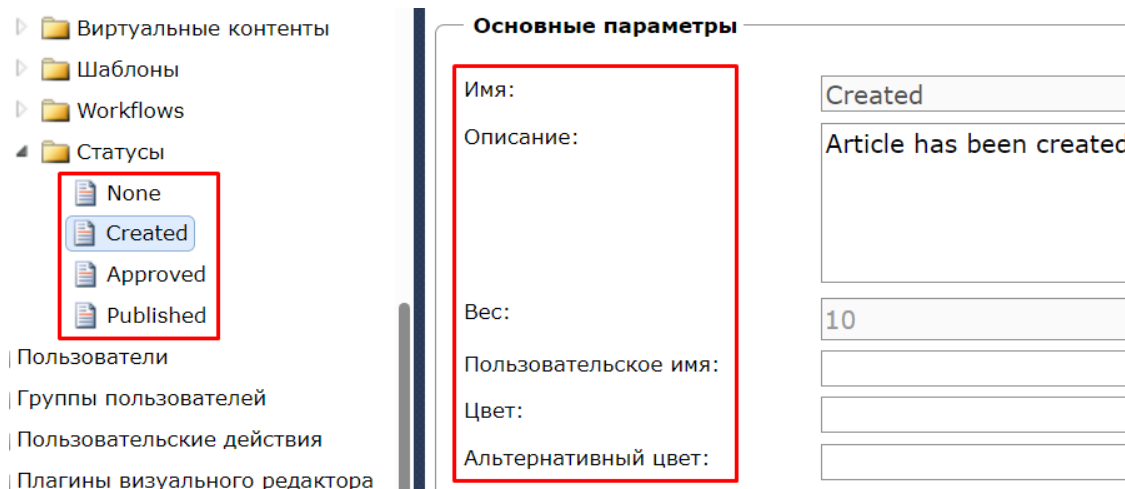 Виртуальные контенты
Шаблоны
Workflows
Статусы
None
Created
Approved
Published
Пользователи
Группы пользователей
Пользовательские действия
Плагины визуального редактора
Основные параметры
Имя:
Created
Описание:
Article has been created
Вес:
10
Пользовательское имя:
Цвет:
Альтернативный цвет: